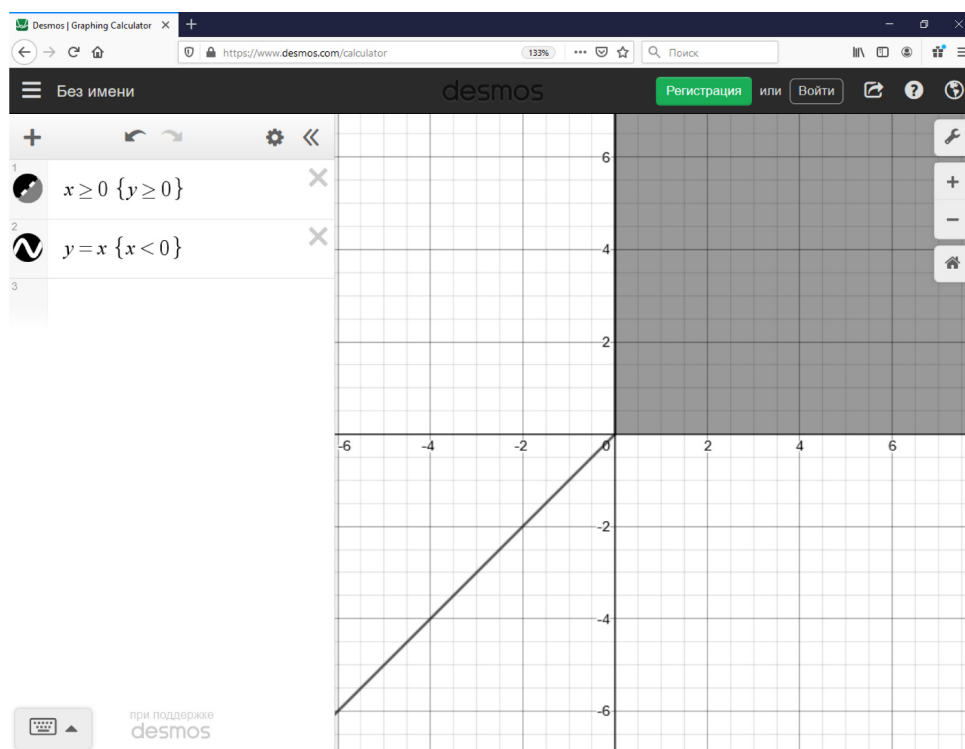 Desmos | Graphing Calculator
https://www.desmos.com/calculator
133%
Поиск
Без имени
desmos
Регистрация или Войти
1
x ≥ 0 {y ≥ 0}
2
y = x {x < 0}
3
6
4
2
-6 -4 -2 0 2 4 6
-2
-4
-6
при поддержке
desmos